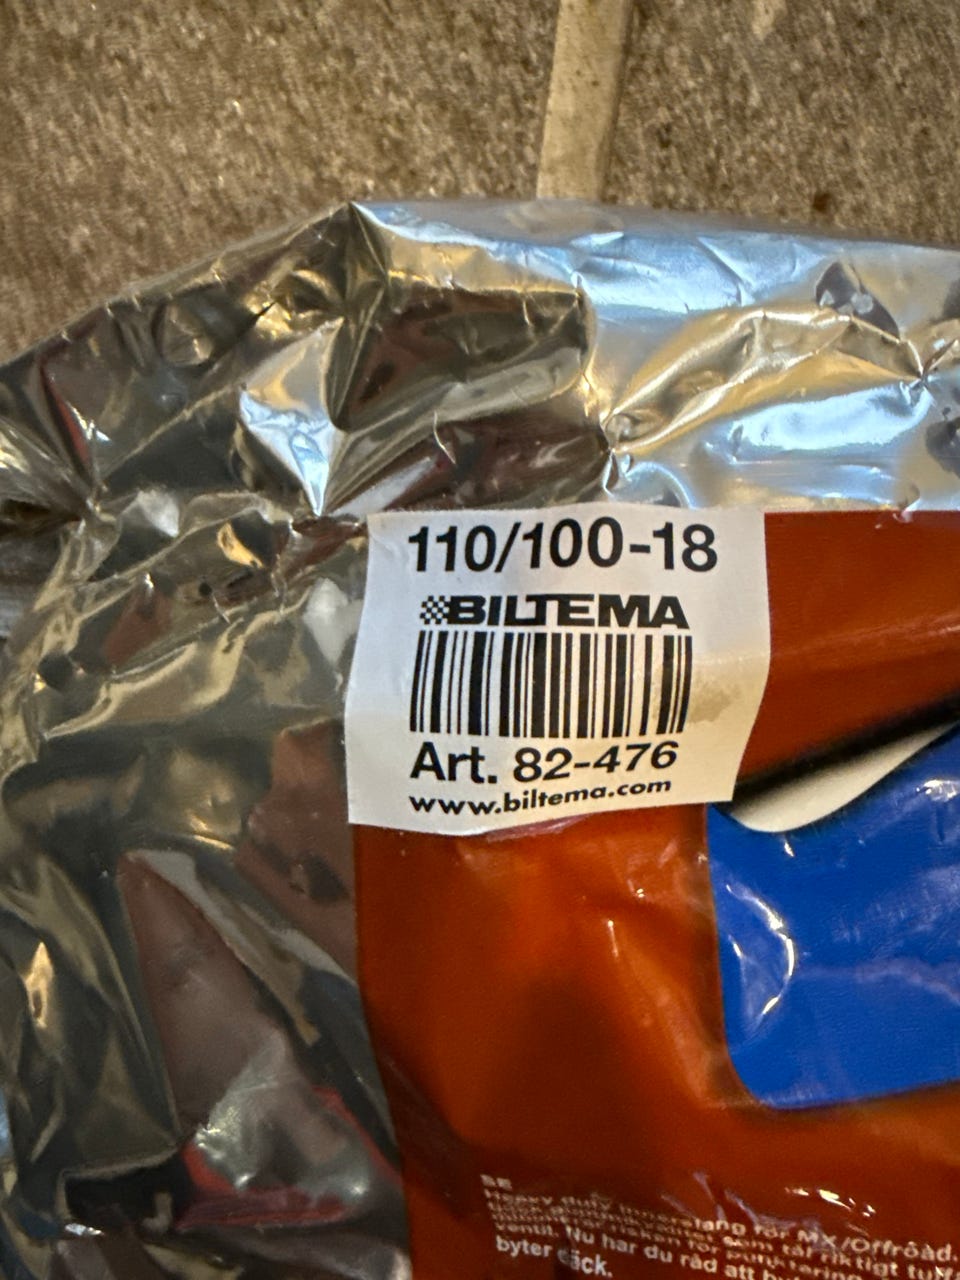 110/100-18
BILTEMA
Art. 82-476
www.biltema.com
SE
Heavy duty innerslang för MX/Offroad.
byter däck.